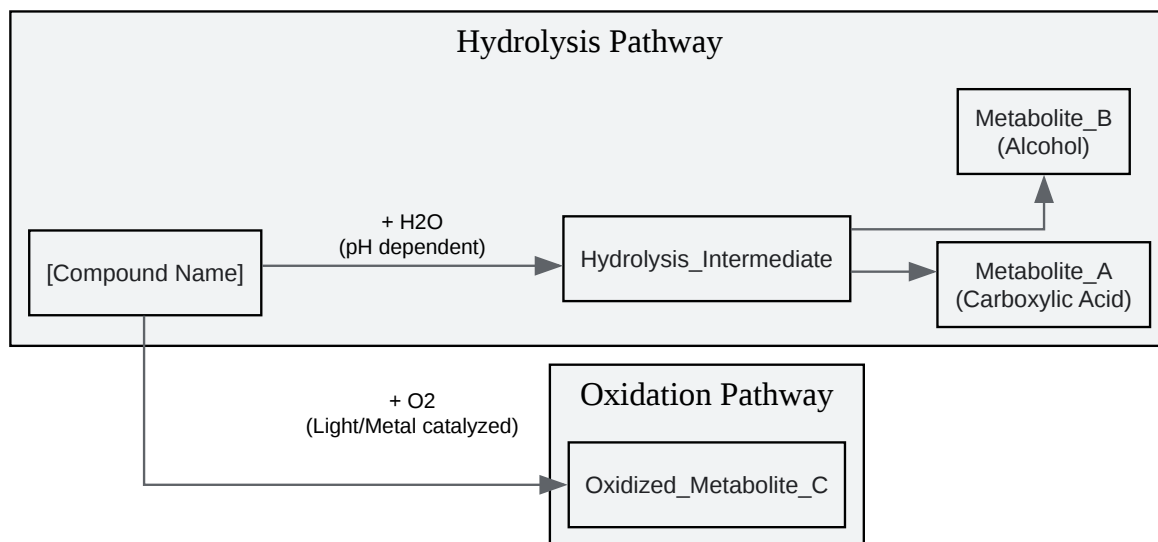 Hydrolysis Pathway
Metabolite_B
(Alcohol)
+ H2O
(pH dependent)
[Compound Name]
Hydrolysis_Intermediate
Metabolite_A
(Carboxylic Acid)
+ O2
(Light/Metal catalyzed)
Oxidation Pathway
Oxidized_Metabolite_C